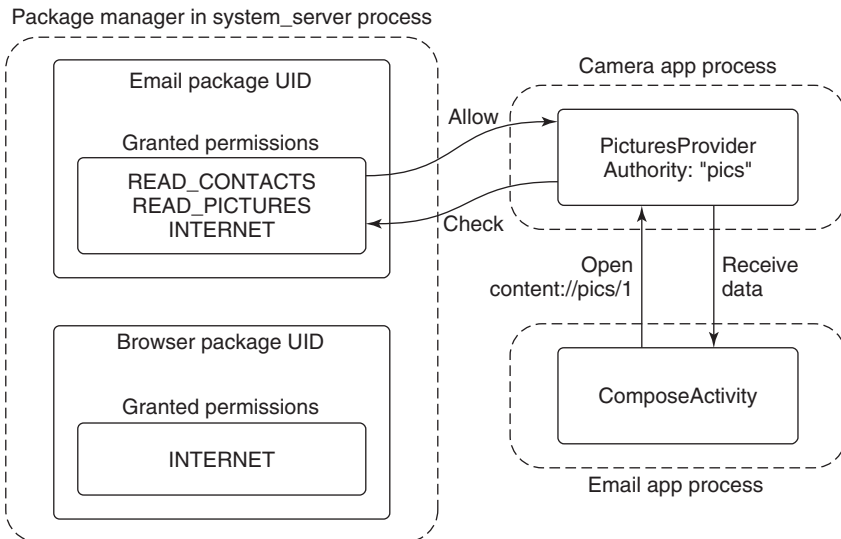 Package manager in system_server process
Email package UID
Granted permissions
READ_CONTACTS
READ_PICTURES
INTERNET
Browser package UID
Granted permissions
INTERNET
Allow
Check
Camera app process
PicturesProvider
Authority: "pics"
Open
content://pics/1
Receive
data
ComposeActivity
Email app process